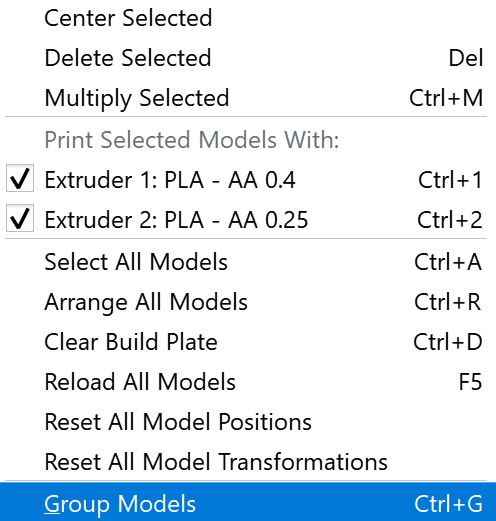 Center Selected
Delete Selected Del
Multiply Selected Ctrl+M
Print Selected Models With:
Extruder 1: PLA - AA 0.4 Ctrl+1
Extruder 2: PLA - AA 0.25 Ctrl+2
Select All Models Ctrl+A
Arrange All Models Ctrl+R
Clear Build Plate Ctrl+D
Reload All Models F5
Reset All Model Positions
Reset All Model Transformations
Group Models Ctrl+G